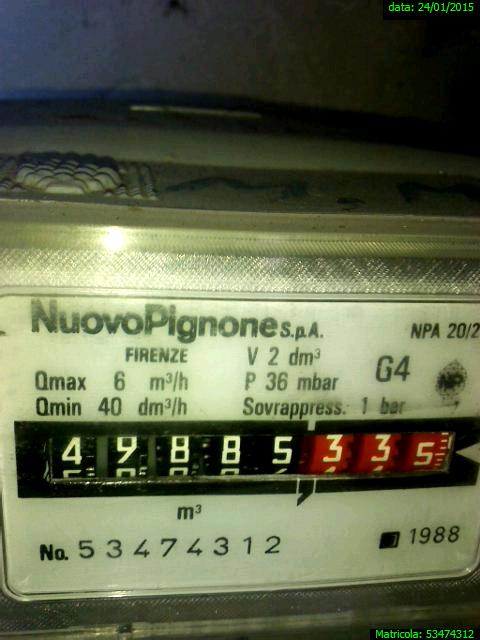 data: 24/01/2015
NuovoPignone S.p.A.
NPA 20/2
FIRENZE
V 2 dm³
G4
Qmax 6 m³/h
P 36 mbar
NP
Qmin 40 dm³/h
Sovrappress. 1 bar
4 9 8 8 5 , 3 3 5
m³
No. 53474312
1988
Matricola: 53474312